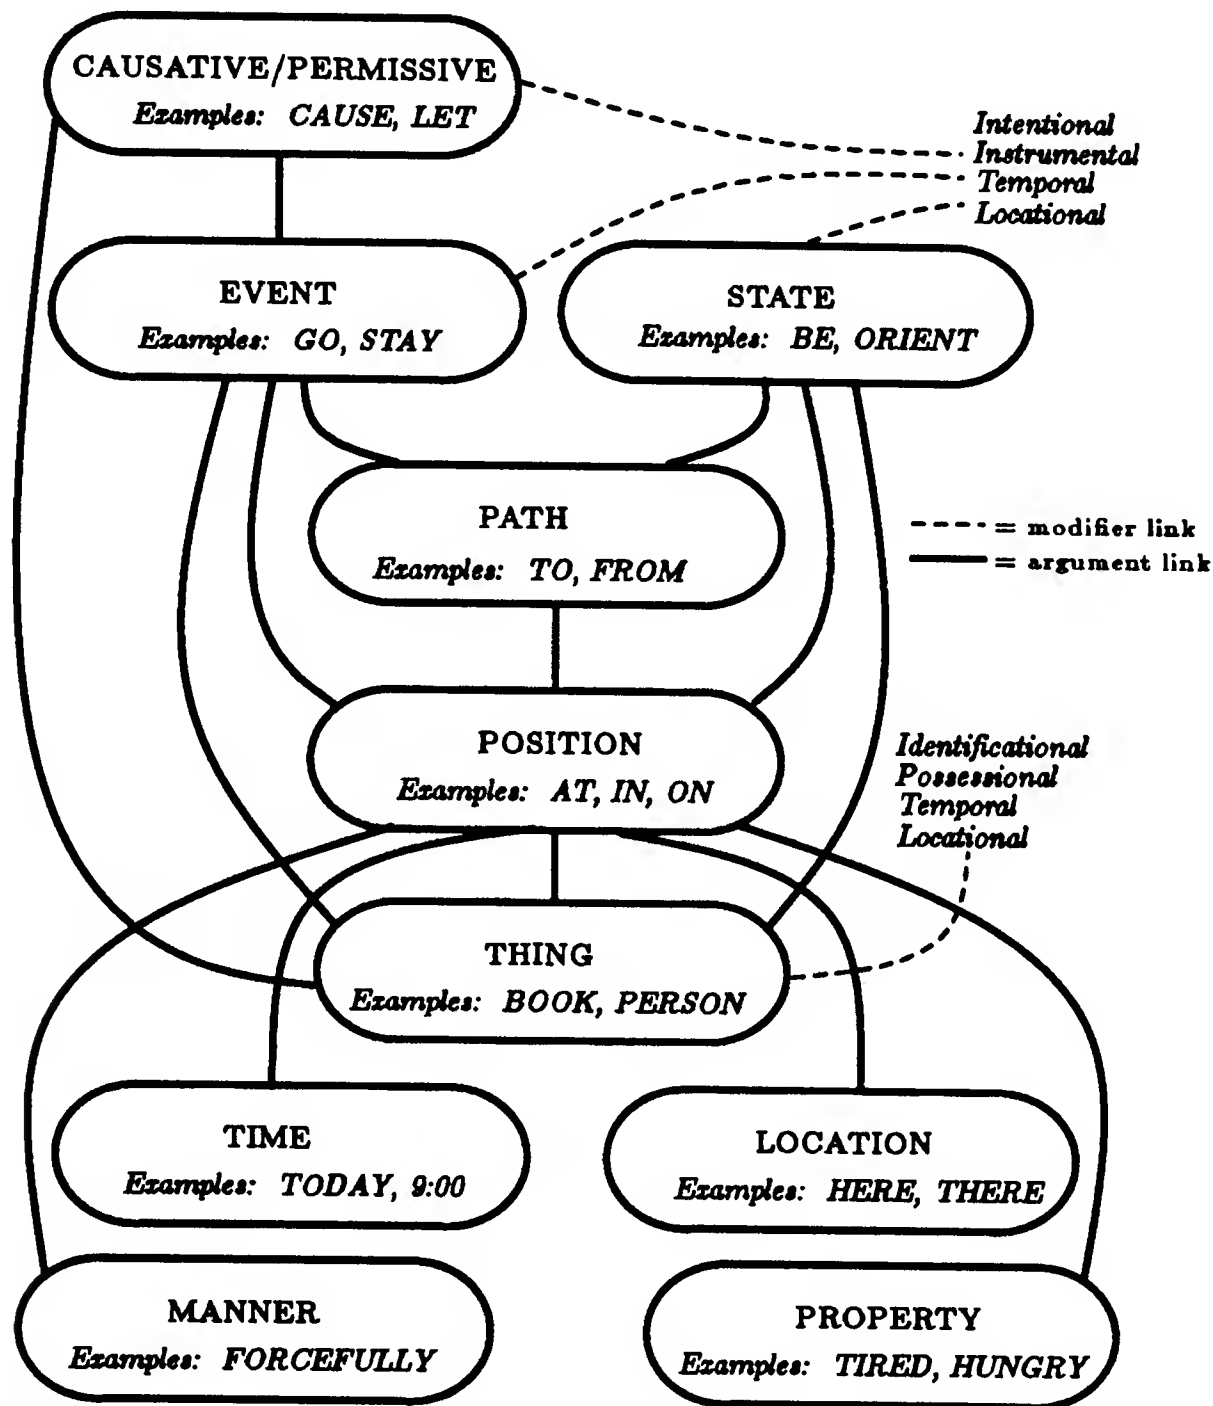 CAUSATIVE/PERMISSIVE
Examples: CAUSE, LET
Intentional
Instrumental
Temporal
Locational
EVENT
Examples: GO, STAY
STATE
Examples: BE, ORIENT
PATH
Examples: TO, FROM
= modifier link
= argument link
POSITION
Examples: AT, IN, ON
Identificational
Possessional
Temporal
Locational
THING
Examples: BOOK, PERSON
TIME
Examples: TODAY, 9:00
LOCATION
Examples: HERE, THERE
MANNER
Examples: FORCEFULLY
PROPERTY
Examples: TIRED, HUNGRY